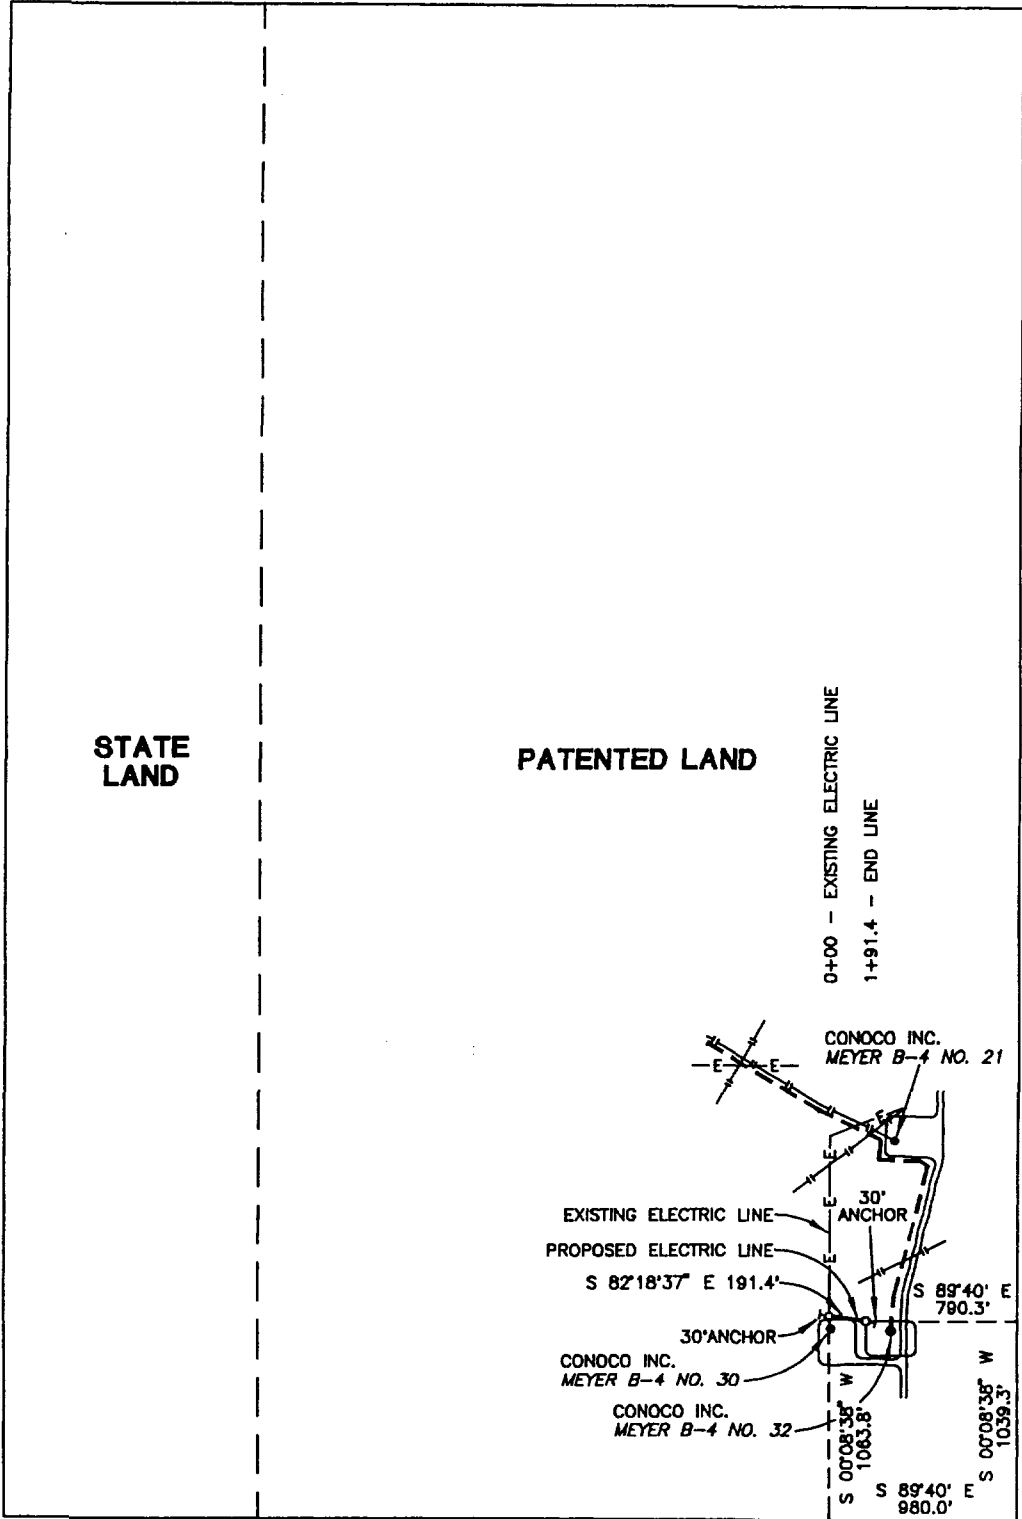 STATE
LAND
PATENTED LAND
0+00 - EXISTING ELECTRIC LINE
1+91.4 - END LINE
CONOCO INC.
MEYER B-4 NO. 21
E
E
E
E
E
E
30'
ANCHOR
EXISTING ELECTRIC LINE
PROPOSED ELECTRIC LINE
S 82°18'37" E 191.4'
30'ANCHOR
S 89°40' E
790.3'
CONOCO INC.
MEYER B-4 NO. 30
CONOCO INC.
MEYER B-4 NO. 32
S 00°08'38" W
1063.8'
S 00°08'38" W
1039.3'
S 89°40' E
980.0'